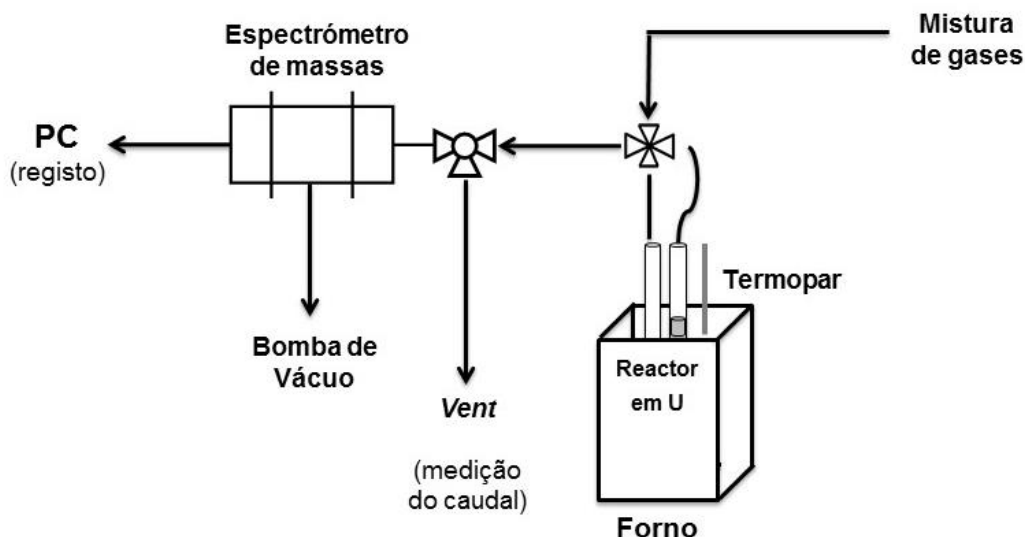 Espectrómetro
de massas
Mistura
de gases
PC
(registo)
Termopar
Bomba de
Vácuo
Vent
(medição
do caudal)
Reactor
em U
Forno